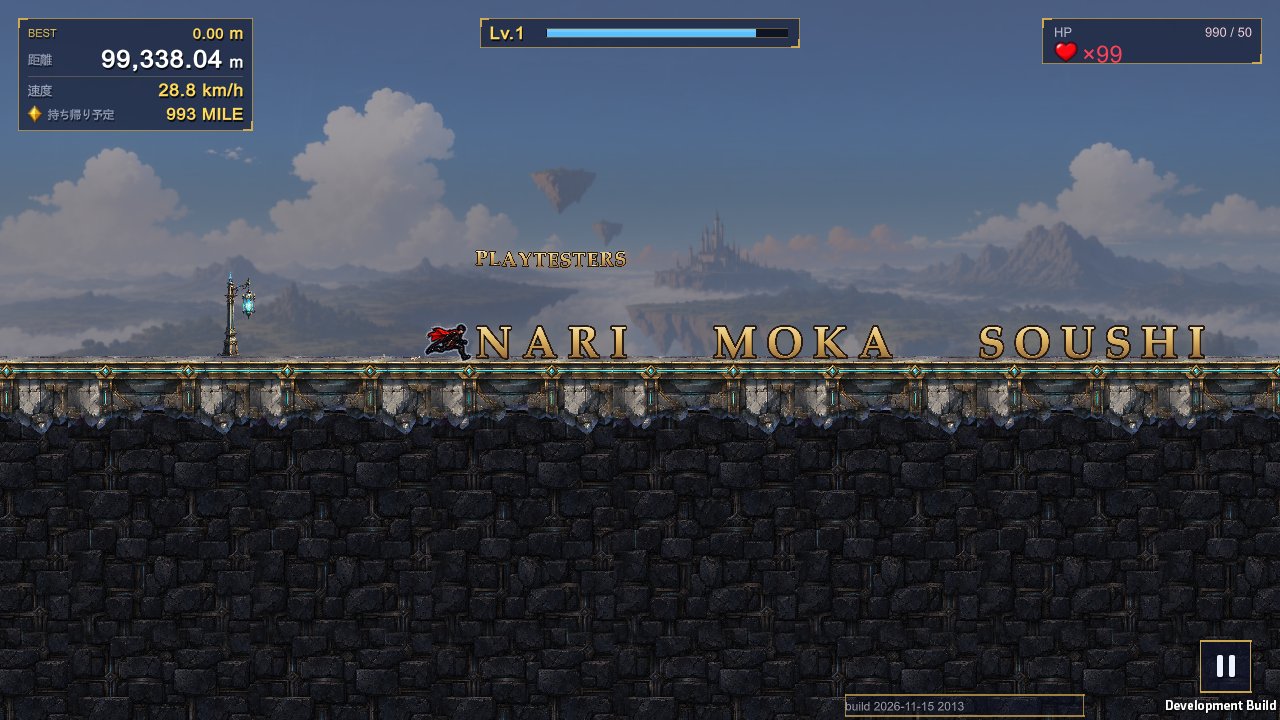 BEST 0.00 m
距離 99,338.04 m
速度 28.8 km/h
持ち帰り予定 993 MILE
Lv.1
HP 990 / 50
×99
PLAYTESTERS
NARI MOKA SOUSHI
build 2026-11-15 2013
Development Build